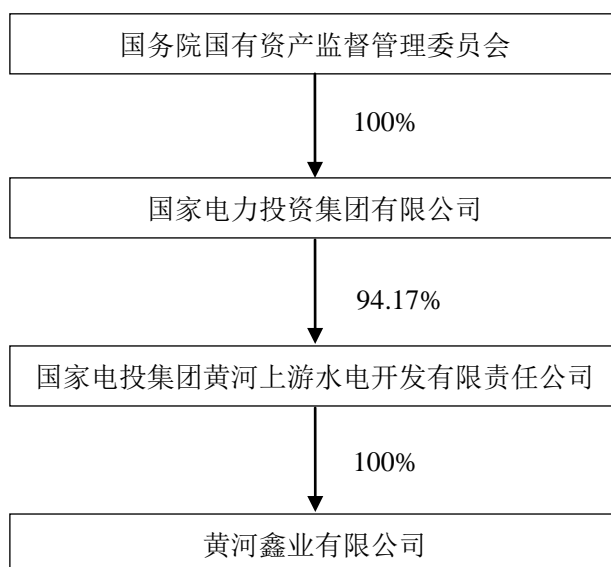 国务院国有资产监督管理委员会
100%
国家电力投资集团有限公司
94.17%
国家电投集团黄河上游水电开发有限责任公司
100%
黄河鑫业有限公司